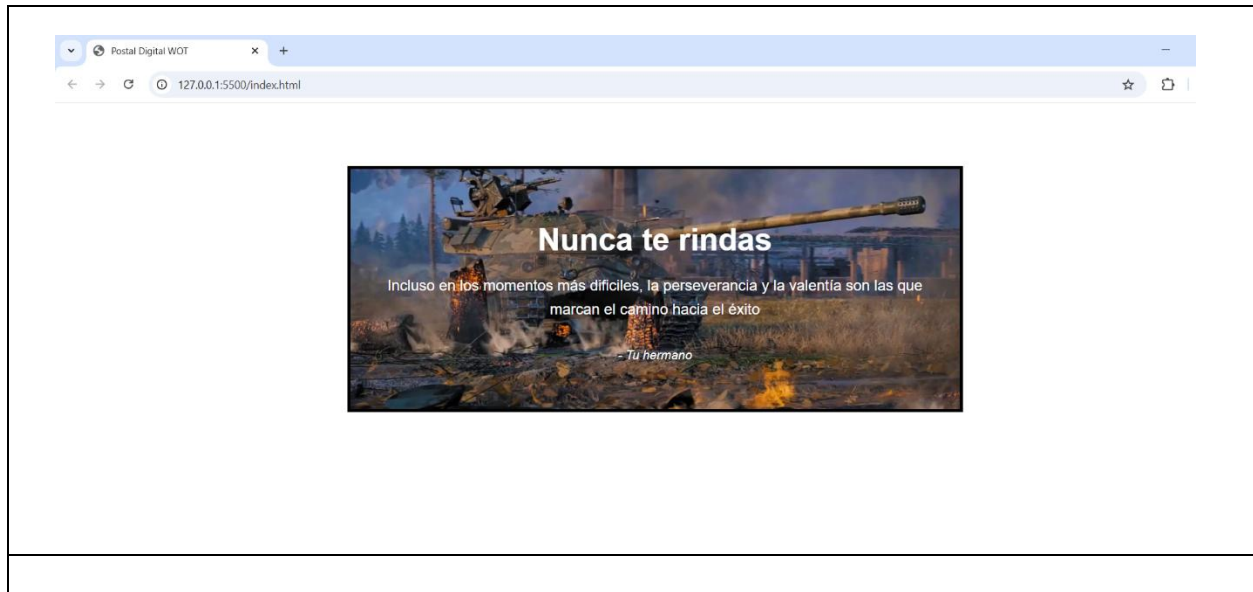 Postal Digital WOT
127.0.0.1:5500/index.html
Nunca te rindas
Incluso en los momentos más difíciles, la perseverancia y la valentía son las que
marcan el camino hacia el éxito
- Tu hermano